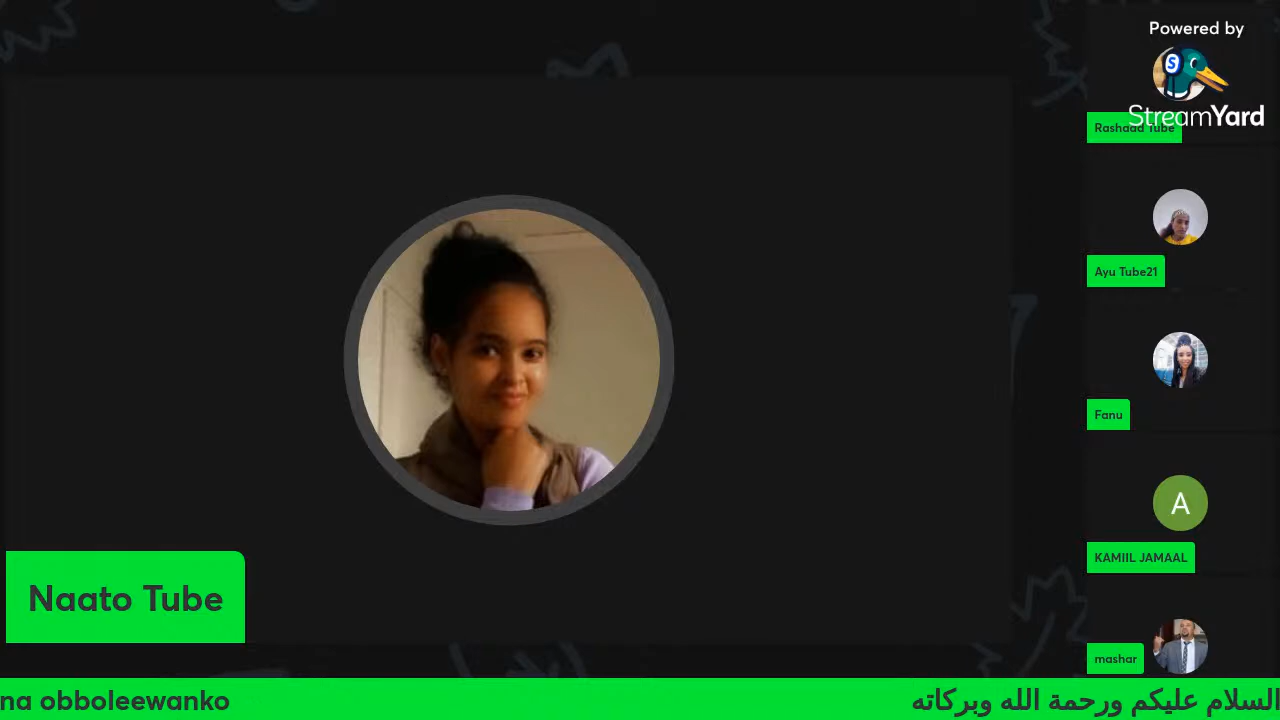 Powered by
StreamYard
Rashaad Tube
Ayu Tube21
Fanu
A
KAMIIL JAMAAL
mashar
Naato Tube
na obboleewanko
السلام عليكم ورحمة الله وبركاته